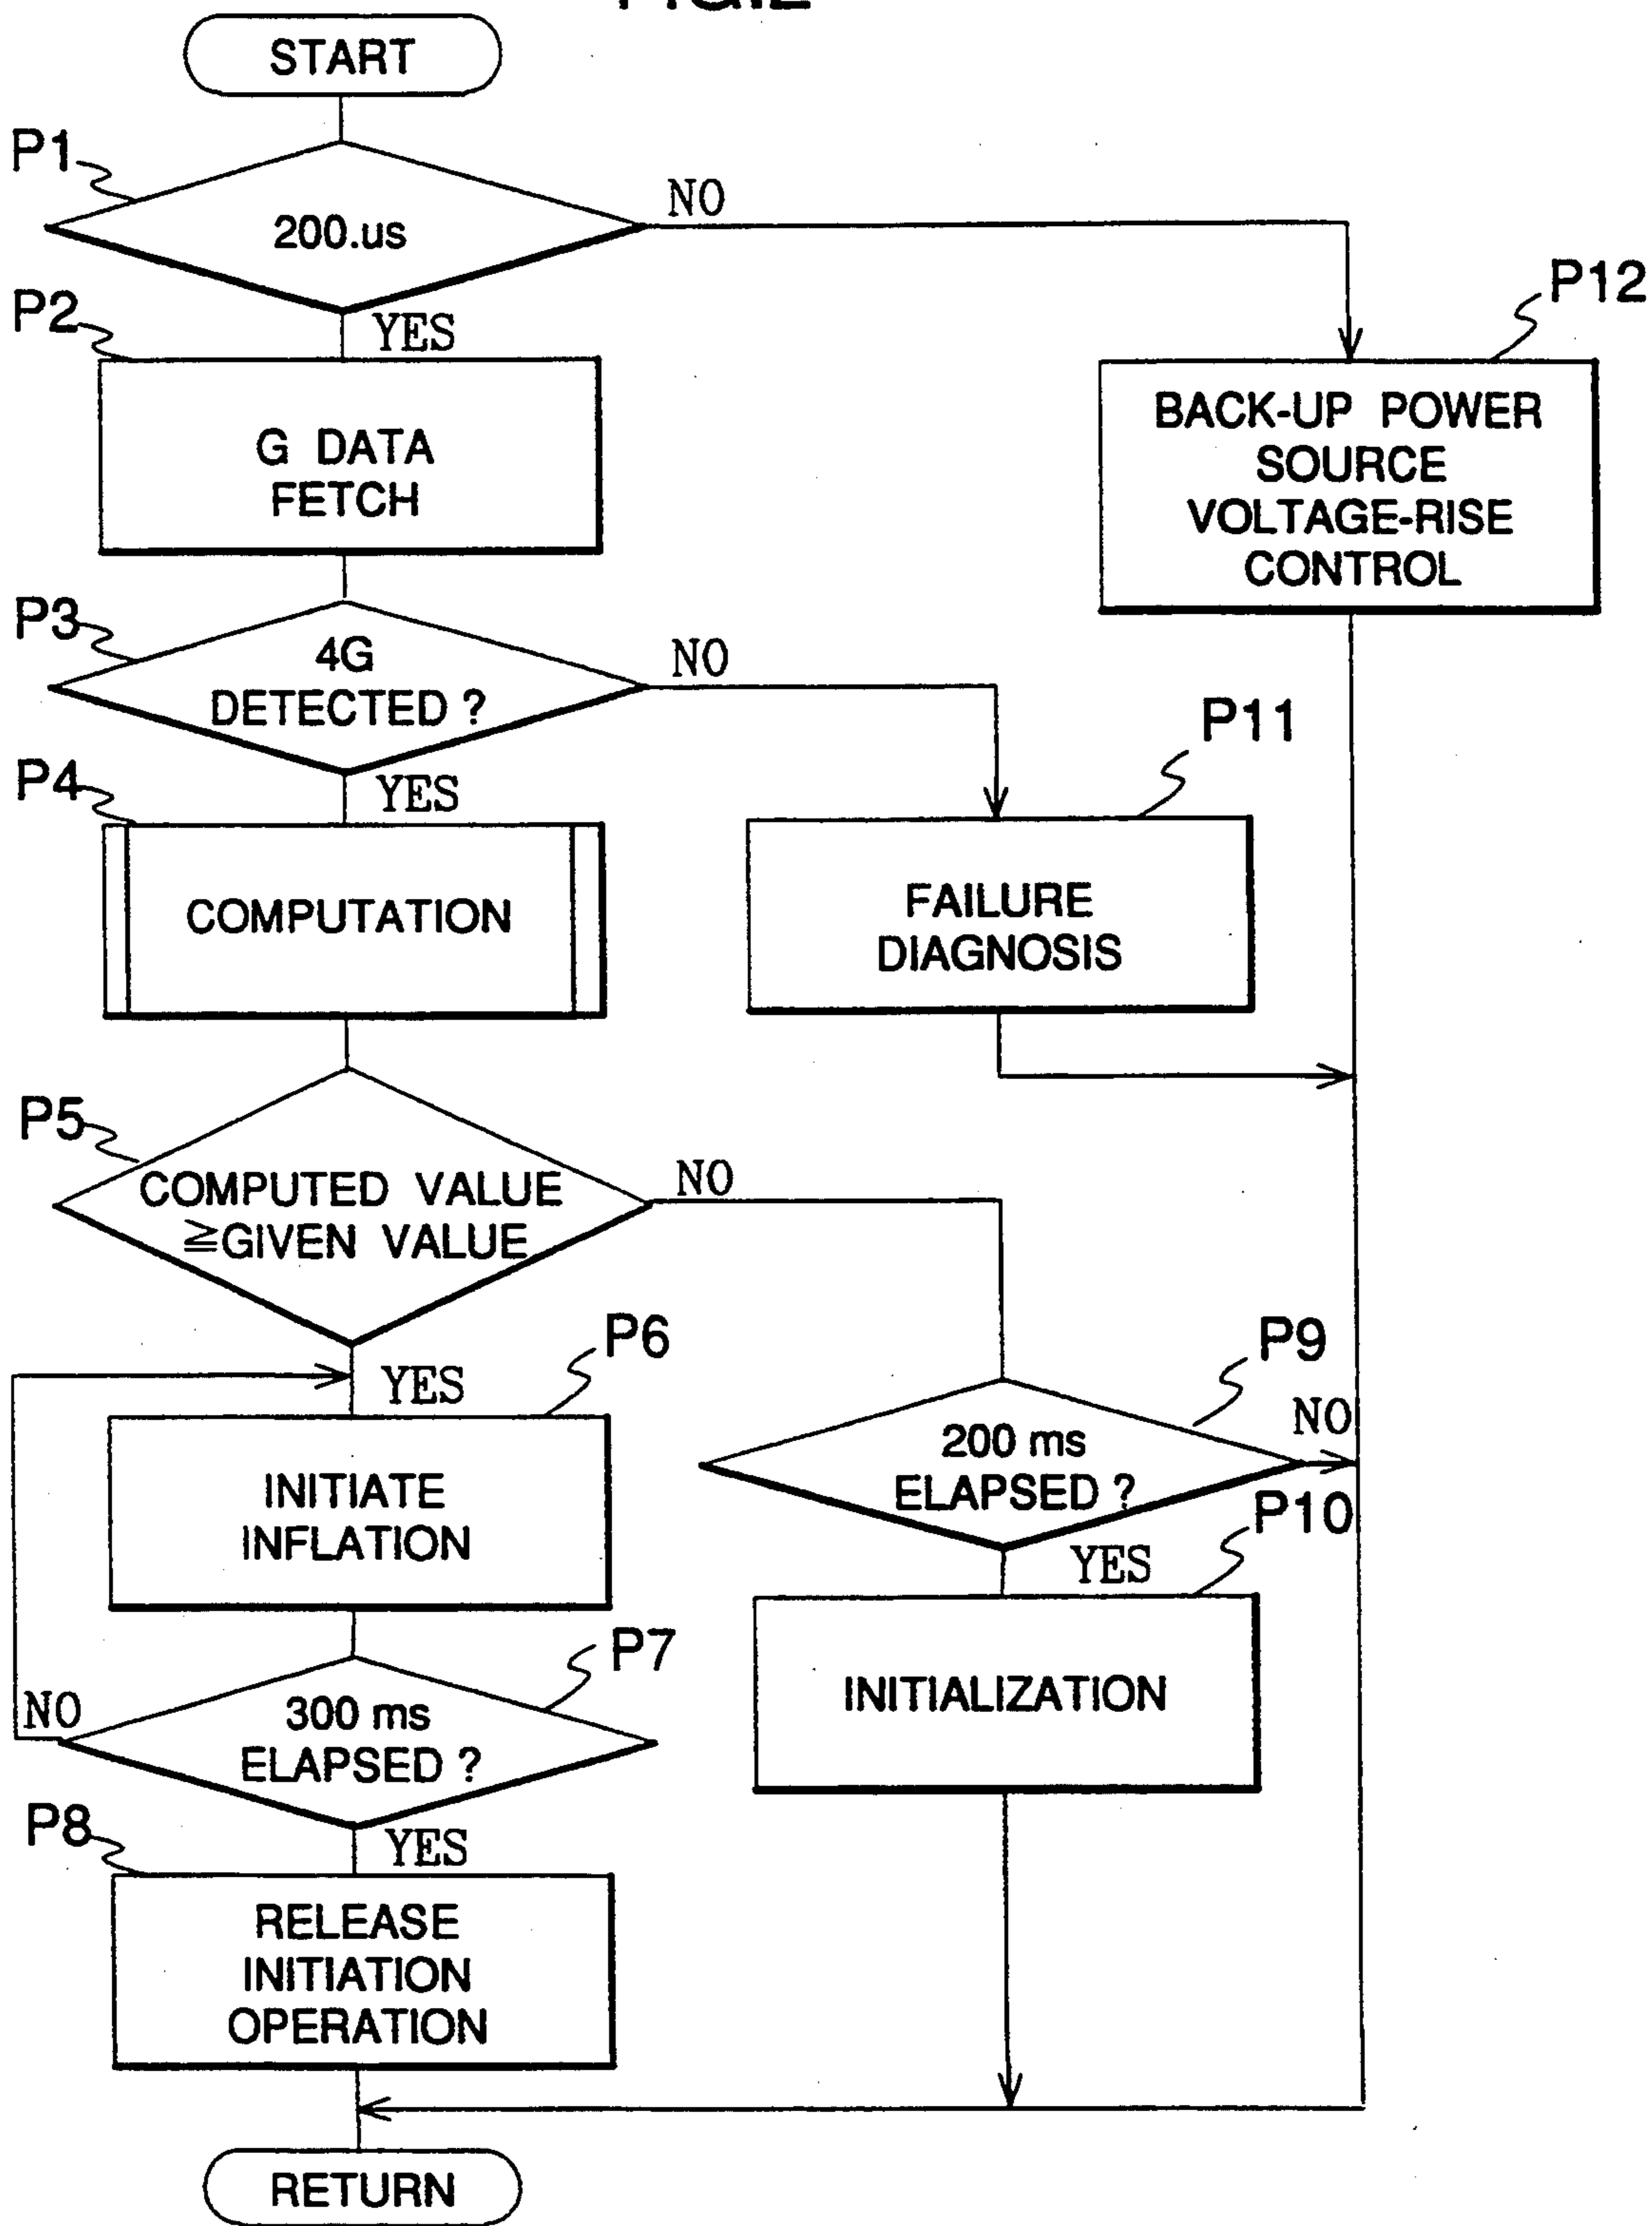 START
P1
200.us
NO
P12
P2
YES
BACK-UP POWER
SOURCE
VOLTAGE-RISE
CONTROL
G DATA
FETCH
P3
4G
DETECTED ?
NO
P11
P4
YES
COMPUTATION
FAILURE
DIAGNOSIS
P5
COMPUTED VALUE
≧GIVEN VALUE
NO
P6
YES
P9
NO
200 ms
ELAPSED ?
INITIATE
INFLATION
P10
YES
P7
NO
300 ms
ELAPSED ?
INITIALIZATION
P8
YES
RELEASE
INITIATION
OPERATION
RETURN